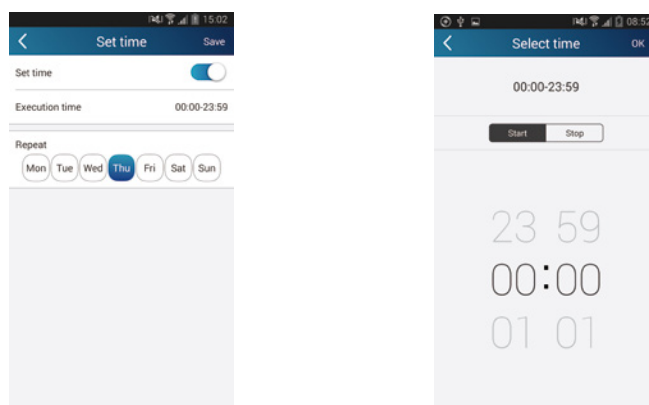 15:02
Set time Save
Set time
Execution time 00:00-23:59
Repeat
Mon Tue Wed Thu Fri Sat Sun
08:52
Select time OK
00:00-23:59
Start Stop
23 59
00:00
01 01